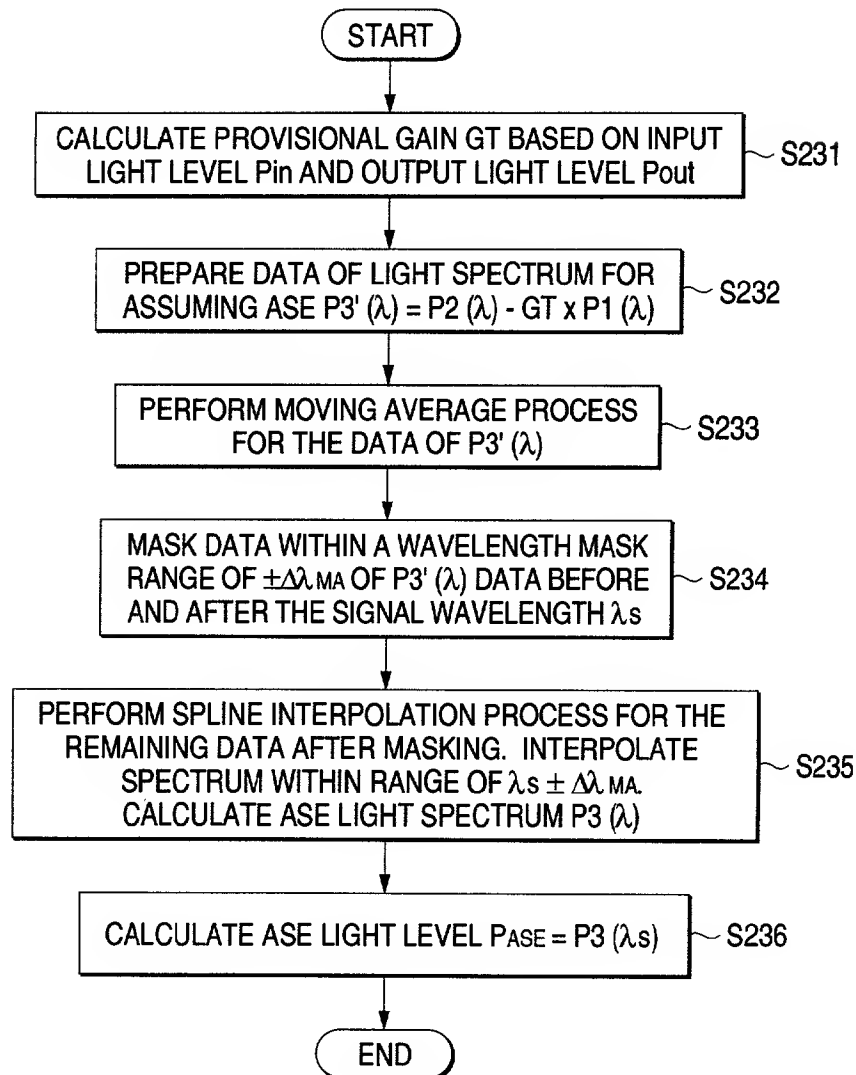 START
CALCULATE PROVISIONAL GAIN GT BASED ON INPUT
LIGHT LEVEL Pin AND OUTPUT LIGHT LEVEL Pout
S231
PREPARE DATA OF LIGHT SPECTRUM FOR
ASSUMING ASE P3' (λ) = P2 (λ) - GT x P1 (λ)
S232
PERFORM MOVING AVERAGE PROCESS
FOR THE DATA OF P3' (λ)
S233
MASK DATA WITHIN A WAVELENGTH MASK
RANGE OF ±Δλ MA OF P3' (λ) DATA BEFORE
AND AFTER THE SIGNAL WAVELENGTH λs
S234
PERFORM SPLINE INTERPOLATION PROCESS FOR THE
REMAINING DATA AFTER MASKING. INTERPOLATE
SPECTRUM WITHIN RANGE OF λs ± Δλ MA.
CALCULATE ASE LIGHT SPECTRUM P3 (λ)
S235
CALCULATE ASE LIGHT LEVEL PASE = P3 (λs)
S236
END